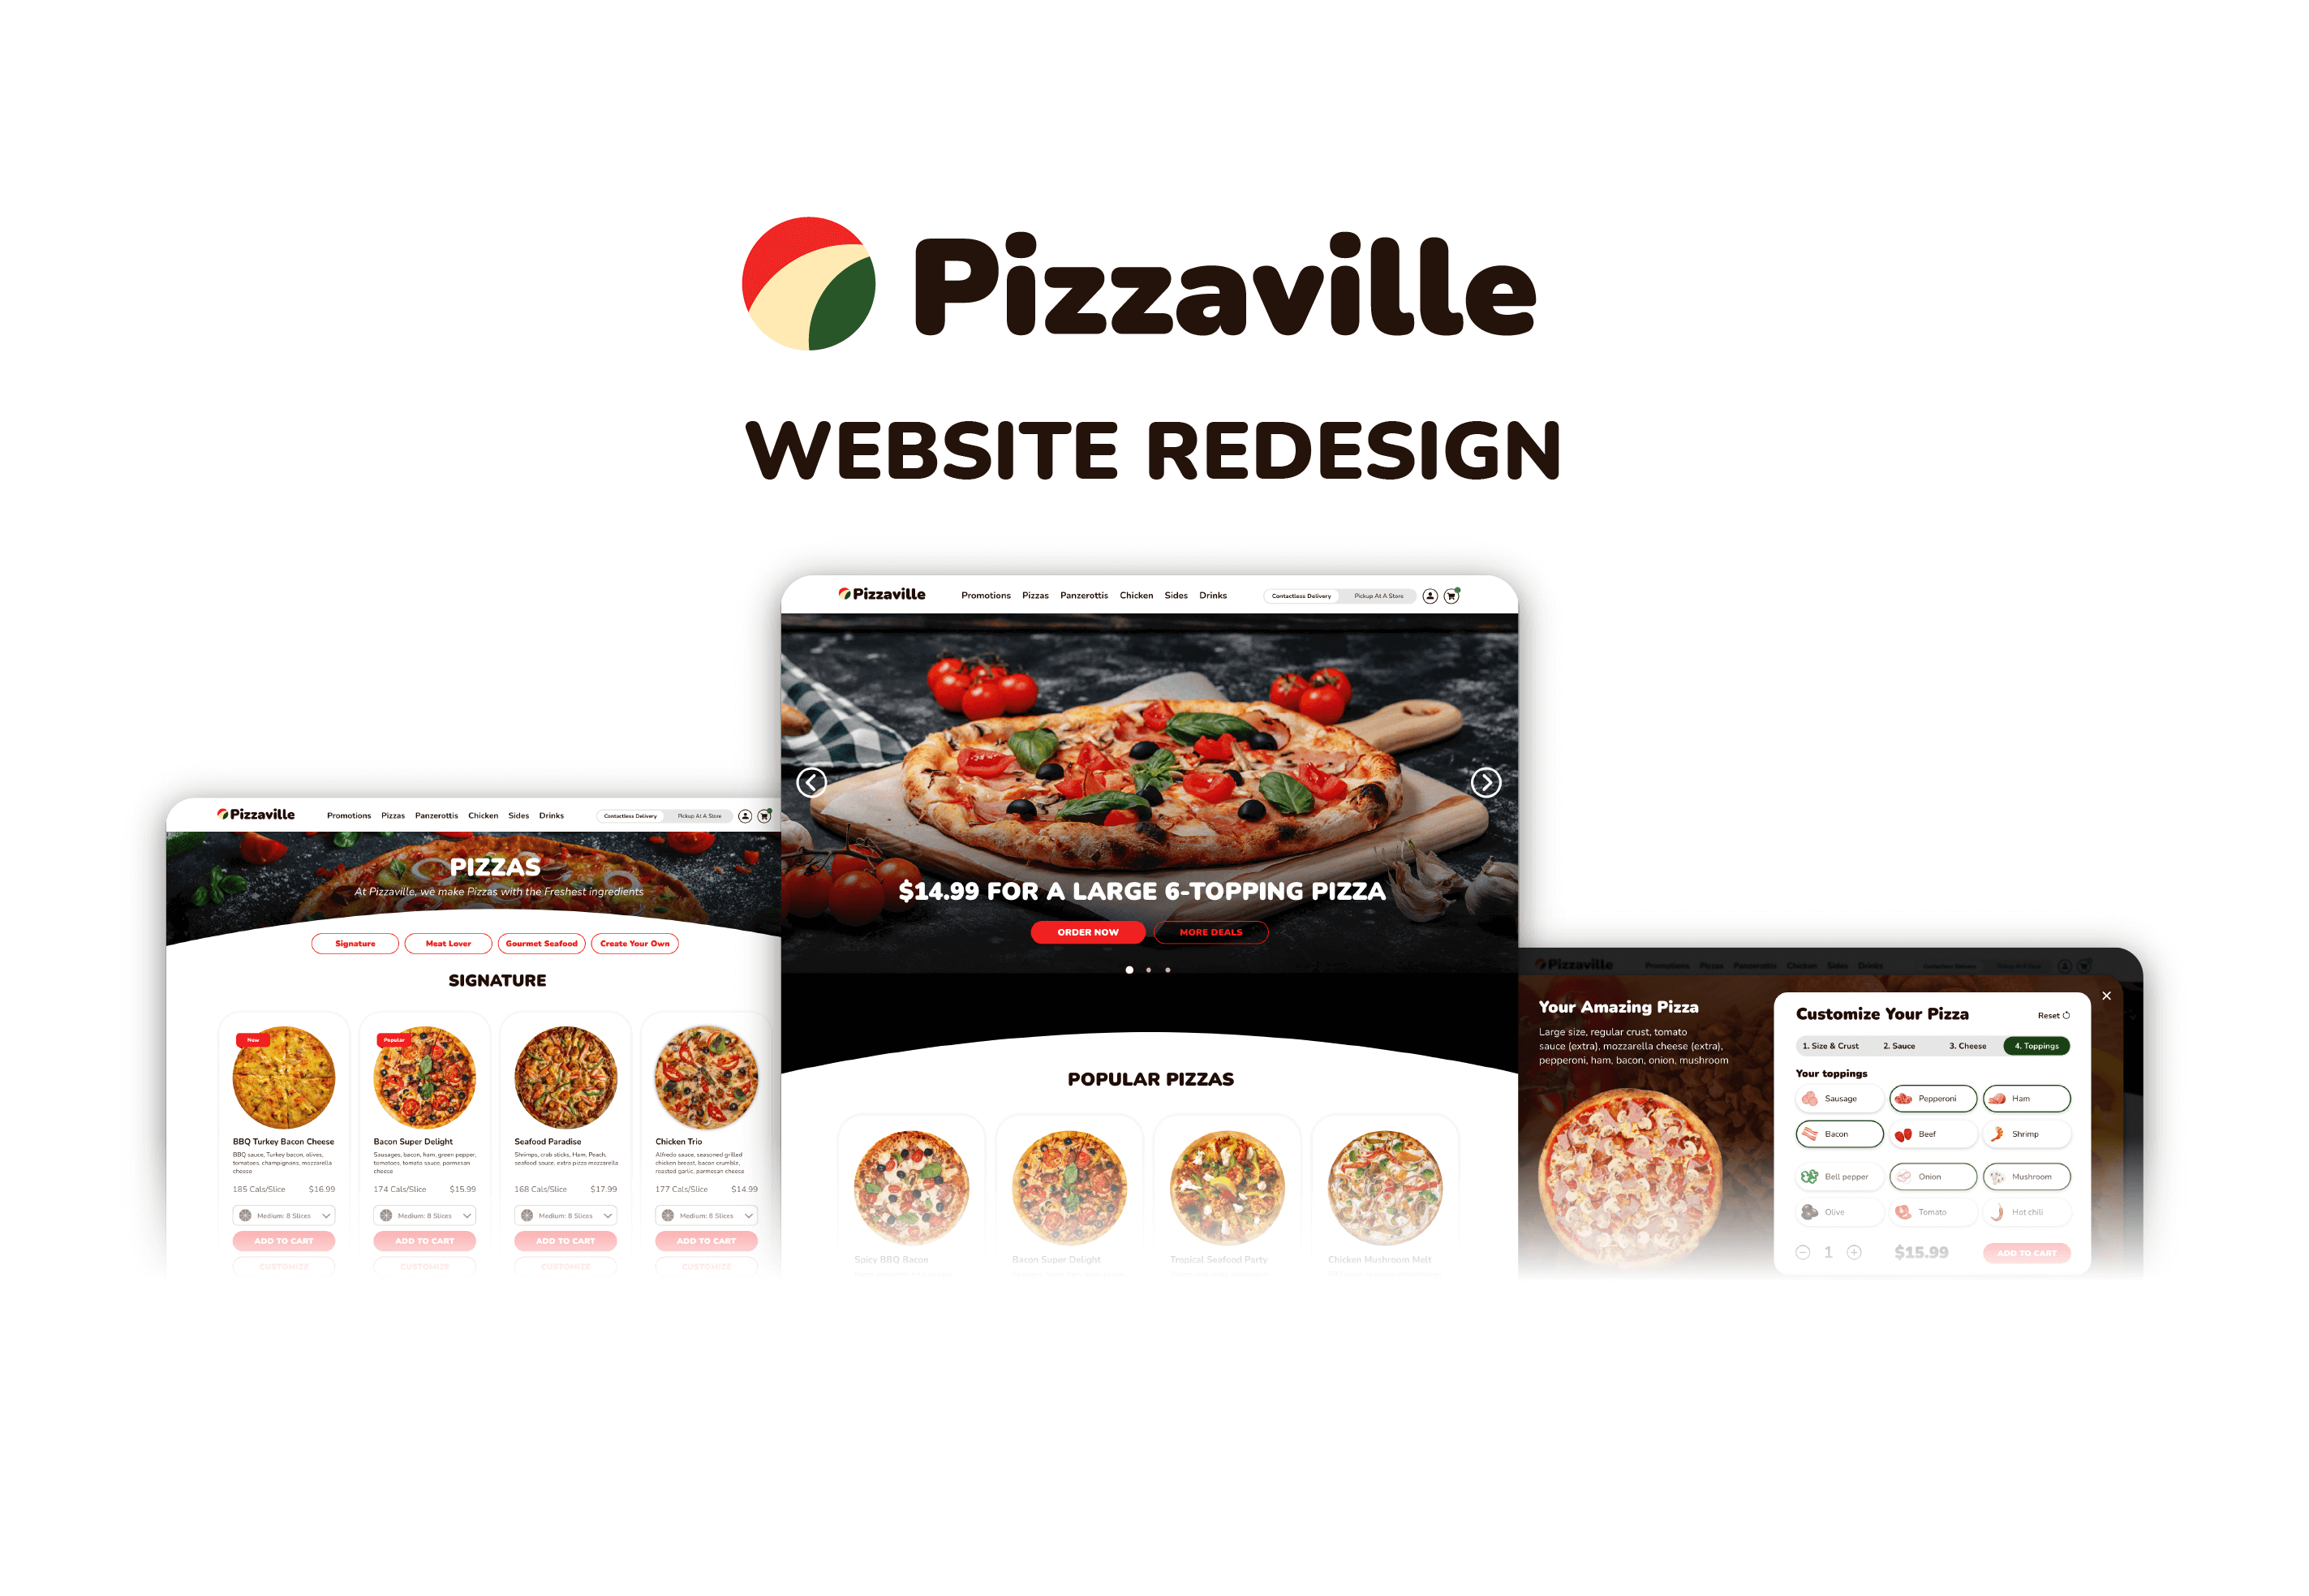 Pizzaville
WEBSITE REDESIGN
Pizzaville
Promotions Pizzas Panzerottis Chicken Sides Drinks
Contactless Delivery Pickup At A Store
PIZZAS
At Pizzaville, we make Pizzas with the Freshest ingredients
Signature Meat Lover Gourmet Seafood Create Your Own
SIGNATURE
New
BBQ Turkey Bacon Cheese
BBQ sauce, Turkey bacon, olives,
tomatoes, champignons, mozzarella
cheese
185 Cals/Slice $16.99
Medium: 8 Slices
ADD TO CART
CUSTOMIZE
Popular
Bacon Super Delight
Sausages, bacon, ham, green pepper,
tomatoes, tomato sauce, parmesan
cheese
174 Cals/Slice $15.99
Medium: 8 Slices
ADD TO CART
CUSTOMIZE
Seafood Paradise
Shrimps, crab sticks, Ham, Peach,
seafood sauce, extra pizza mozzarella
168 Cals/Slice $17.99
Medium: 8 Slices
ADD TO CART
CUSTOMIZE
Chicken Trio
Alfredo sauce, seasoned grilled
chicken breast, bacon crumble,
roasted garlic, parmesan cheese
177 Cals/Slice $14.99
Medium: 8 Slices
ADD TO CART
CUSTOMIZE
Pizzaville
Promotions Pizzas Panzerottis Chicken Sides Drinks
Contactless Delivery Pickup At A Store
$14.99 FOR A LARGE 6-TOPPING PIZZA
ORDER NOW MORE DEALS
POPULAR PIZZAS
Spicy BBQ Bacon
Bacon Super Delight
Tropical Seafood Party
Chicken Mushroom Melt
Pizzaville
Promotions Pizzas Panzerottis Chicken Sides Drinks
Contactless Delivery Pickup At A Store
Your Amazing Pizza
Large size, regular crust, tomato
sauce (extra), mozzarella cheese (extra),
pepperoni, ham, bacon, onion, mushroom
Customize Your Pizza
Reset
1. Size & Crust 2. Sauce 3. Cheese 4. Toppings
Your toppings
Sausage Pepperoni Ham
Bacon Beef Shrimp
Bell pepper Onion Mushroom
Olive Tomato Hot chili
1 $15.99 ADD TO CART